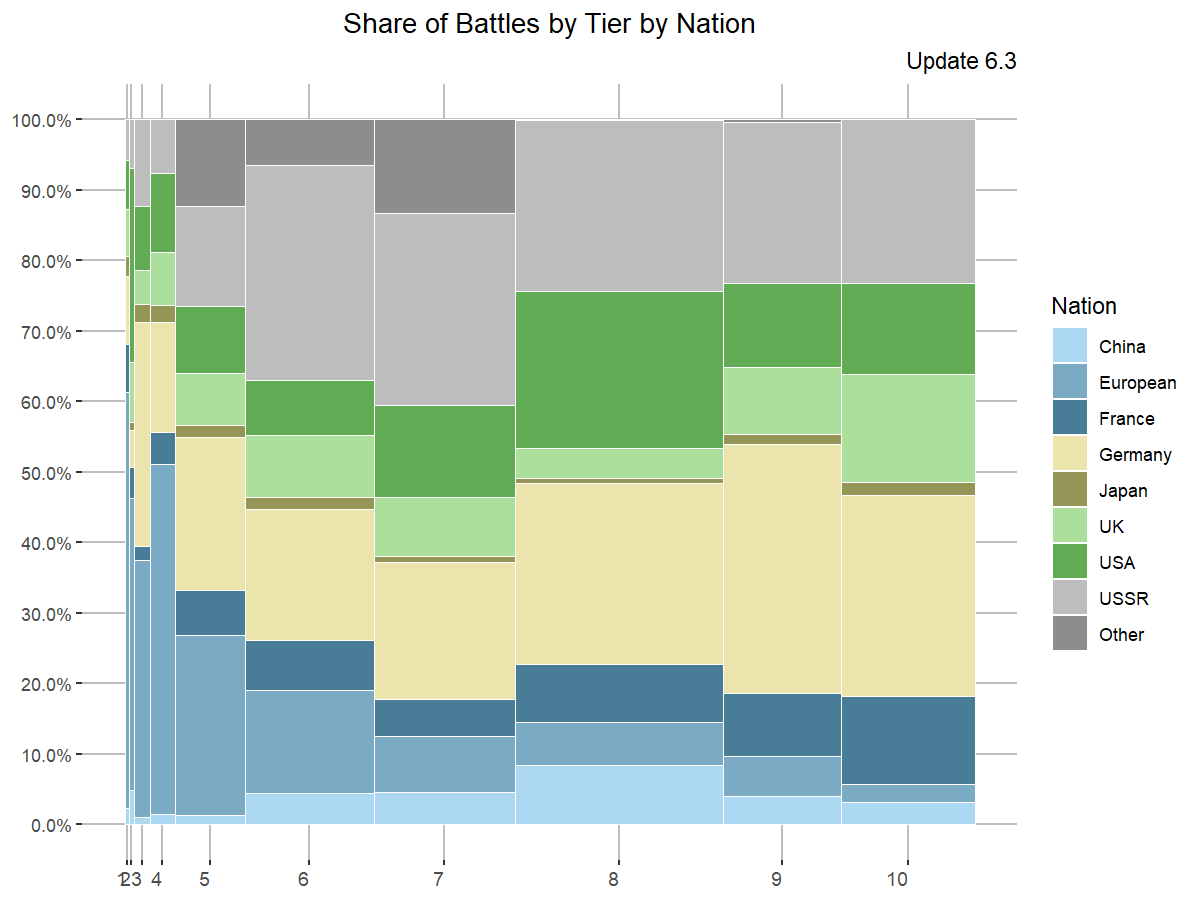 Share of Battles by Tier by Nation
Update 6.3
100.0%
90.0%
80.0%
70.0%
60.0%
50.0%
40.0%
30.0%
20.0%
10.0%
0.0%
1 2 3 4 5 6 7 8 9 10
Nation
China
European
France
Germany
Japan
UK
USA
USSR
Other